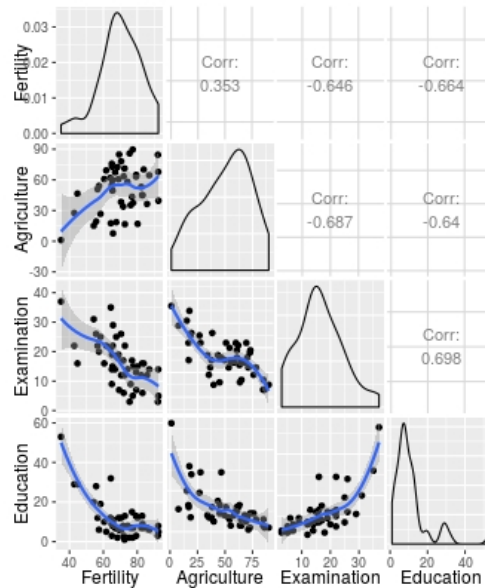 Fertility
0.03
0.02
0.01
0.00
Corr:
0.353
Corr:
-0.646
Corr:
-0.664
Agriculture
90
60
30
0
-30
Corr:
-0.687
Corr:
-0.64
Examination
40
30
20
10
0
Corr:
0.698
Education
60
40
20
0
40 60 80
0 25 50 75
10 20 30
0 20 40
Fertility Agriculture Examination Education